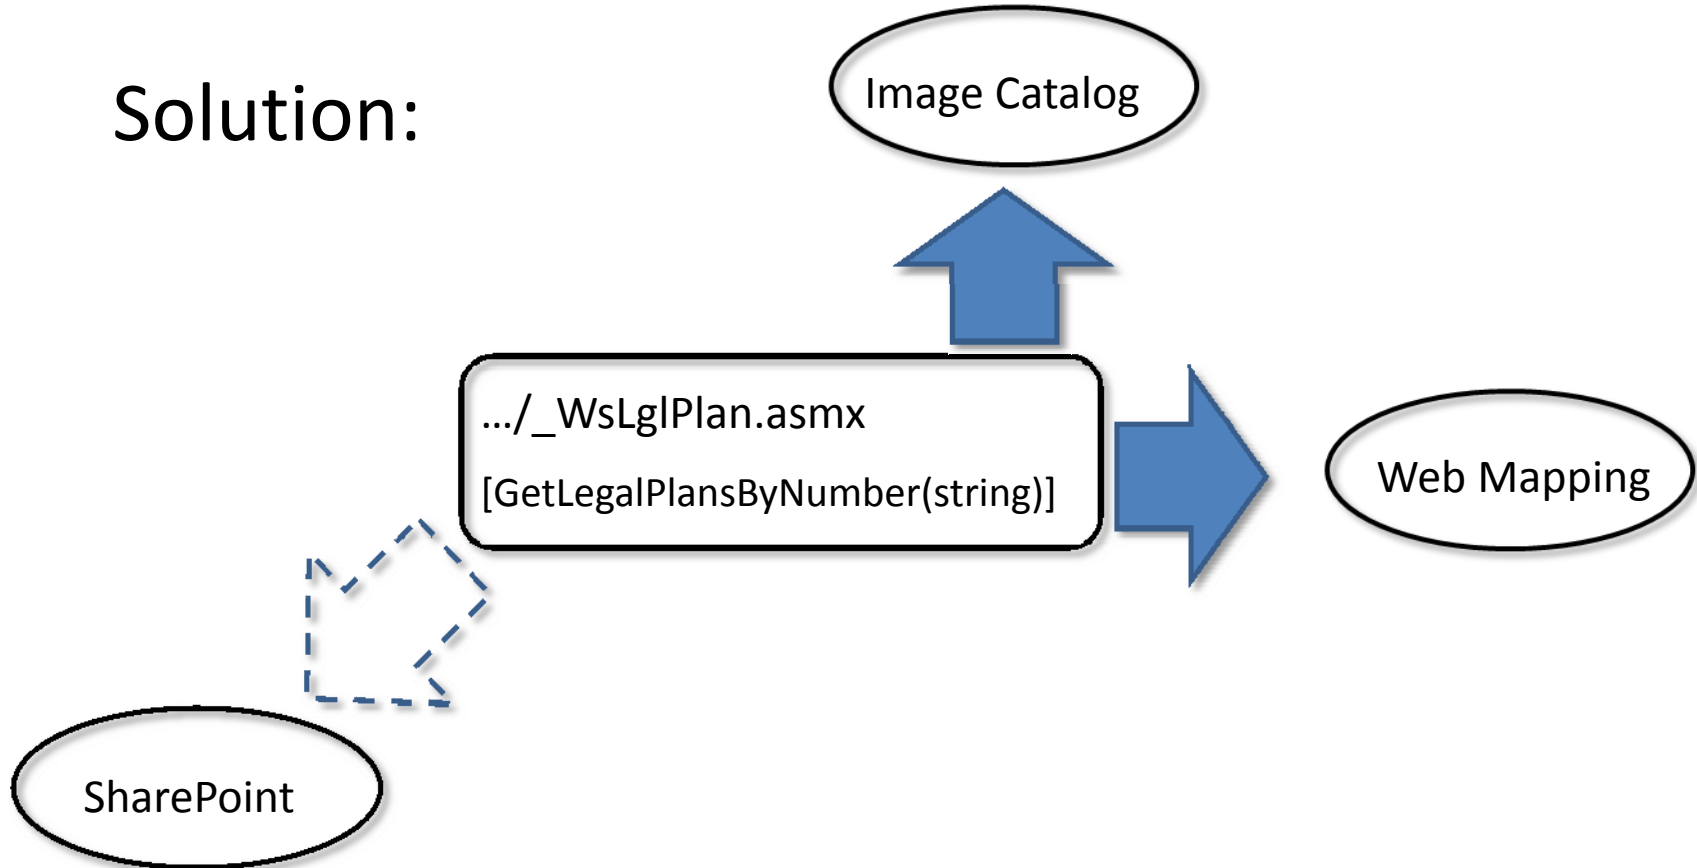 Solution:
Image Catalog
…/_WsLglPlan.asmx
[GetLegalPlansByNumber(string)]
Web Mapping
SharePoint